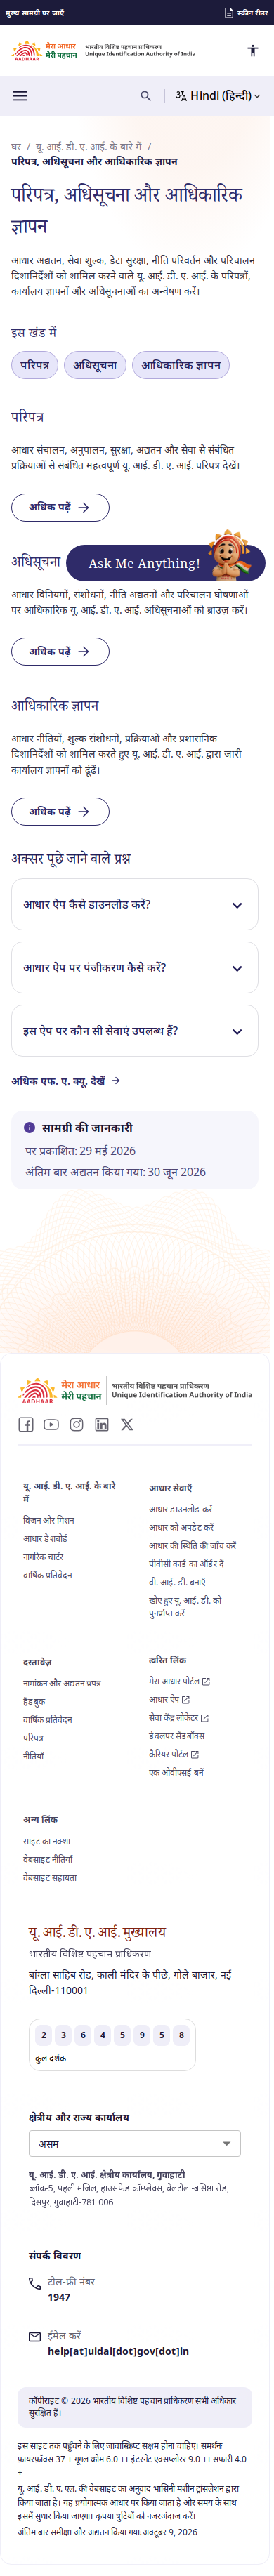 मुख्य सामग्री पर जाएँ
स्क्रीन रीडर
मेरा आधार
मेरी पहचान
भारतीय विशिष्ट पहचान प्राधिकरण
Unique Identification Authority of India
AADHAAR
Hindi (हिन्दी)
घर / यू. आई. डी. ए. आई. के बारे में /
परिपत्र, अधिसूचना और आधिकारिक ज्ञापन
परिपत्र, अधिसूचना और आधिकारिक
ज्ञापन
आधार अद्यतन, सेवा शुल्क, डेटा सुरक्षा, नीति परिवर्तन और परिचालन
दिशानिर्देशों को शामिल करने वाले यू. आई. डी. ए. आई. के परिपत्रों,
कार्यालय ज्ञापनों और अधिसूचनाओं का अन्वेषण करें।
इस खंड में
परिपत्र
अधिसूचना
आधिकारिक ज्ञापन
परिपत्र
आधार संचालन, अनुपालन, सुरक्षा, अद्यतन और सेवा से संबंधित
प्रक्रियाओं से संबंधित महत्वपूर्ण यू. आई. डी. ए. आई. परिपत्र देखें।
अधिक पढ़ें
अधिसूचना
Ask Me Anything!
आधार विनियमों, संशोधनों, नीति अद्यतनों और परिचालन घोषणाओं
पर आधिकारिक यू. आई. डी. ए. आई. अधिसूचनाओं को ब्राउज़ करें।
अधिक पढ़ें
आधिकारिक ज्ञापन
आधार नीतियों, शुल्क संशोधनों, प्रक्रियाओं और प्रशासनिक
दिशानिर्देशों को शामिल करते हुए यू. आई. डी. ए. आई. द्वारा जारी
कार्यालय ज्ञापनों को ढूंढें।
अधिक पढ़ें
अक्सर पूछे जाने वाले प्रश्न
आधार ऐप कैसे डाउनलोड करें?
आधार ऐप पर पंजीकरण कैसे करें?
इस ऐप पर कौन सी सेवाएं उपलब्ध हैं?
अधिक एफ. ए. क्यू. देखें
सामग्री की जानकारी
पर प्रकाशित: 29 मई 2026
अंतिम बार अद्यतन किया गया: 30 जून 2026
मेरा आधार
मेरी पहचान
भारतीय विशिष्ट पहचान प्राधिकरण
Unique Identification Authority of India
AADHAAR
यू. आई. डी. ए. आई. के बारे
में
विजन और मिशन
आधार डैशबोर्ड
नागरिक चार्टर
वार्षिक प्रतिवेदन
आधार सेवाएँ
आधार डाउनलोड करें
आधार को अपडेट करें
आधार की स्थिति की जाँच करें
पीवीसी कार्ड का ऑर्डर दें
वी. आई. डी. बनाएँ
खोए हुए यू. आई. डी. को
पुनर्प्राप्त करें
दस्तावेज़
नामांकन और अद्यतन प्रपत्र
हैंडबुक
वार्षिक प्रतिवेदन
परिपत्र
नीतियाँ
त्वरित लिंक
मेरा आधार पोर्टल
आधार ऐप
सेवा केंद्र लोकेटर
डेवलपर सैंडबॉक्स
कैरियर पोर्टल
एक ओवीएसई बनें
अन्य लिंक
साइट का नक्शा
वेबसाइट नीतियाँ
वेबसाइट सहायता
यू. आई. डी. ए. आई. मुख्यालय
भारतीय विशिष्ट पहचान प्राधिकरण
बांग्ला साहिब रोड, काली मंदिर के पीछे, गोले बाजार, नई
दिल्ली-110001
2 3 6 4 5 9 5 8
कुल दर्शक
क्षेत्रीय और राज्य कार्यालय
असम
यू. आई. डी. ए. आई. क्षेत्रीय कार्यालय, गुवाहाटी
ब्लॉक-5, पहली मंजिल, हाउसफेड कॉम्प्लेक्स, बेलटोला-बसिष्ठ रोड,
दिसपुर, गुवाहाटी-781 006
संपर्क विवरण
टोल-फ्री नंबर
1947
ईमेल करें
help[at]uidai[dot]gov[dot]in
कॉपीराइट © 2026 भारतीय विशिष्ट पहचान प्राधिकरण सभी अधिकार
सुरक्षित हैं।
इस साइट तक पहुँचने के लिए जावास्क्रिप्ट सक्षम होना चाहिए। समर्थनः
फ़ायरफ़ॉक्स 37 + गूगल क्रोम 6.0 +। इंटरनेट एक्सप्लोरर 9.0 +। सफारी 4.0
+
यू. आई. डी. ए. एल. की वेबसाइट का अनुवाद भाषिनी मशीन ट्रांसलेशन द्वारा
किया जाता है। यह प्रयोगात्मक आधार पर किया जाता है और समय के साथ
इसमें सुधार किया जाएगा। कृपया त्रुटियों को नजरअंदाज करें।
अंतिम बार समीक्षा और अद्यतन किया गयाः अक्टूबर 9, 2026